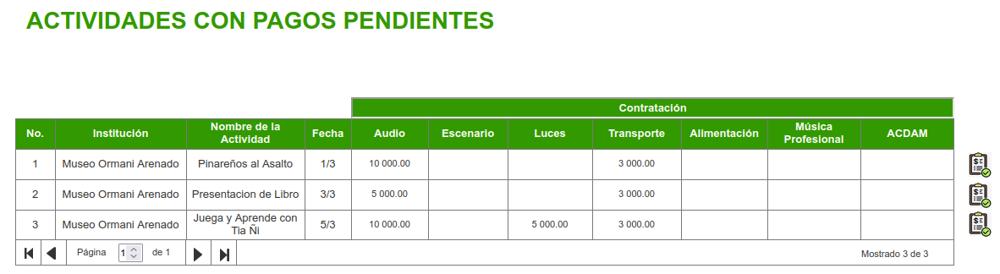 ACTIVIDADES CON PAGOS PENDIENTES
Contratación
No. Institución Nombre de la Actividad Fecha Audio Escenario Luces Transporte Alimentación Música Profesional ACDAM
1 Museo Ormani Arenado Pinareños al Asalto 1/3 10 000.00 3 000.00
2 Museo Ormani Arenado Presentacion de Libro 3/3 5 000.00 3 000.00
3 Museo Ormani Arenado Juega y Aprende con Tia Ñi 5/3 10 000.00 5 000.00 3 000.00
Página 1 de 1 Mostrado 3 de 3